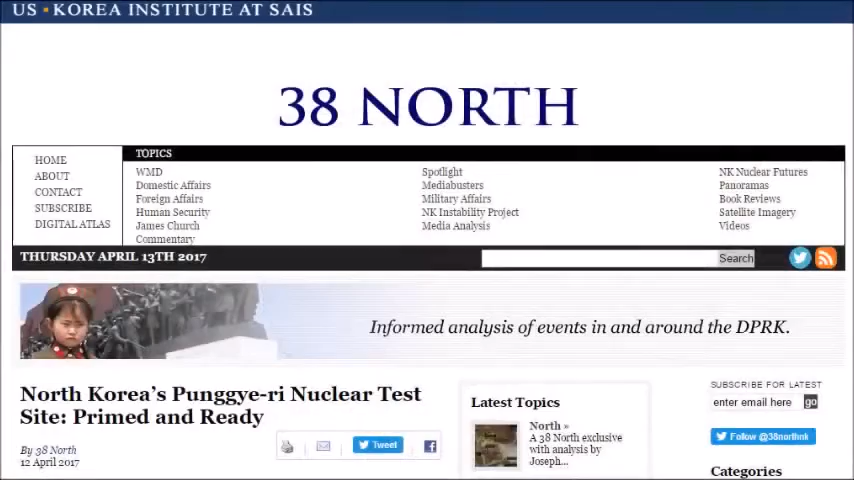 US ▪ KOREA INSTITUTE AT SAIS
38 NORTH
HOME
ABOUT
CONTACT
SUBSCRIBE
DIGITAL ATLAS
TOPICS
WMD
Domestic Affairs
Foreign Affairs
Human Security
James Church
Commentary
Spotlight
Mediabusters
Military Affairs
NK Instability Project
Media Analysis
NK Nuclear Futures
Panoramas
Book Reviews
Satellite Imagery
Videos
THURSDAY APRIL 13TH 2017
Search
Informed analysis of events in and around the DPRK.
North Korea's Punggye-ri Nuclear Test
Site: Primed and Ready
By 38 North
12 April 2017
Tweet
Latest Topics
North »
A 38 North exclusive
with analysis by
Joseph...
SUBSCRIBE FOR LATEST
enter email here
go
Follow @38northnk
Categories